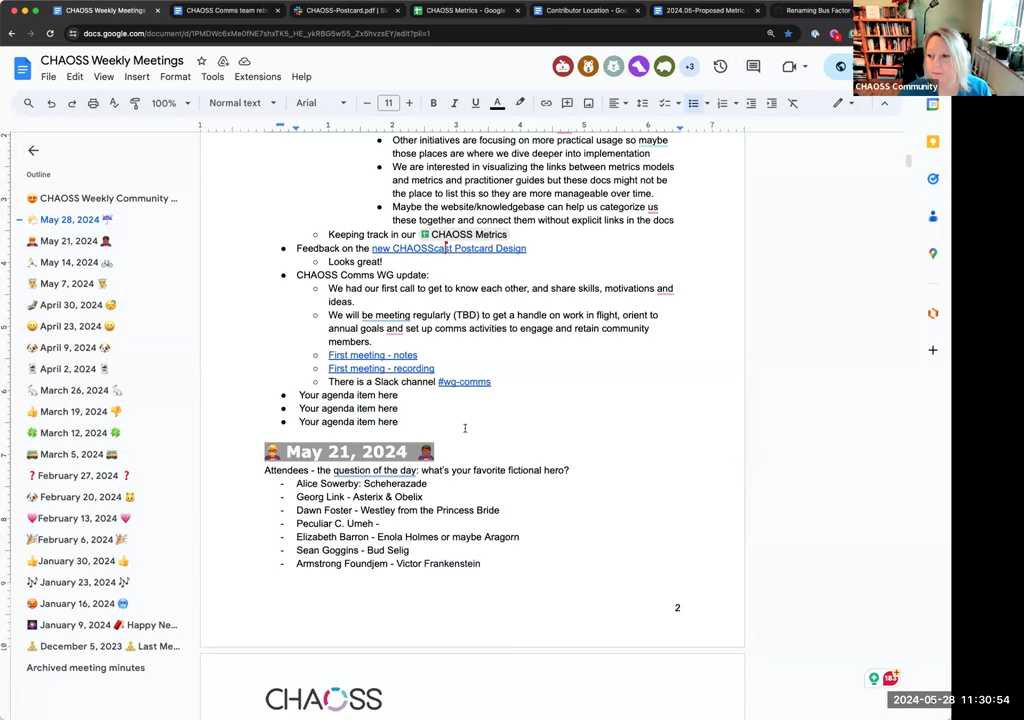 CHAOSS Weekly Meetings
CHAOSS Comms team reb
CHAOSS-Postcard.pdf | Sl
CHAOSS Metrics - Google
Contributor Location - Goo
2024.05-Proposed Metric
Renaming Bus Factor
docs.google.com/document/d/1PMDWc6xMe0fNE7shxTK5_HE_ykRBG5w55_Zx5hvzsEY/edit?pli=1
CHAOSS Weekly Meetings
File Edit View Insert Format Tools Extensions Help
+3
100% Normal text Arial 11 B I U A
1 1 2 3 4 5 6 7
Outline
CHAOSS Weekly Community ...
May 28, 2024
May 21, 2024
May 14, 2024
May 7, 2024
April 30, 2024
April 23, 2024
April 9, 2024
April 2, 2024
March 26, 2024
March 19, 2024
March 12, 2024
March 5, 2024
February 27, 2024
February 20, 2024
February 13, 2024
February 6, 2024
January 30, 2024
January 23, 2024
January 16, 2024
January 9, 2024 Happy Ne...
December 5, 2023 Last Me...
Archived meeting minutes
Other initiatives are focusing on more practical usage so maybe
those places are where we dive deeper into implementation
We are interested in visualizing the links between metrics models
and metrics and practitioner guides but these docs might not be
the place to list this so they are more manageable over time.
Maybe the website/knowledgebase can help us categorize us
these together and connect them without explicit links in the docs
Keeping track in our CHAOSS Metrics
Feedback on the new CHAOSScast Postcard Design
Looks great!
CHAOSS Comms WG update:
We had our first call to get to know each other, and share skills, motivations and
ideas.
We will be meeting regularly (TBD) to get a handle on work in flight, orient to
annual goals and set up comms activities to engage and retain community
members.
First meeting - notes
First meeting - recording
There is a Slack channel #wg-comms
Your agenda item here
Your agenda item here
Your agenda item here
May 21, 2024
Attendees - the question of the day: what's your favorite fictional hero?
- Alice Sowerby: Scheherazade
- Georg Link - Asterix & Obelix
- Dawn Foster - Westley from the Princess Bride
- Peculiar C. Umeh -
- Elizabeth Barron - Enola Holmes or maybe Aragorn
- Sean Goggins - Bud Selig
- Armstrong Foundjem - Victor Frankenstein
2
CHAOSS
CHAOSS Community
183
2024-05-28 11:30:54